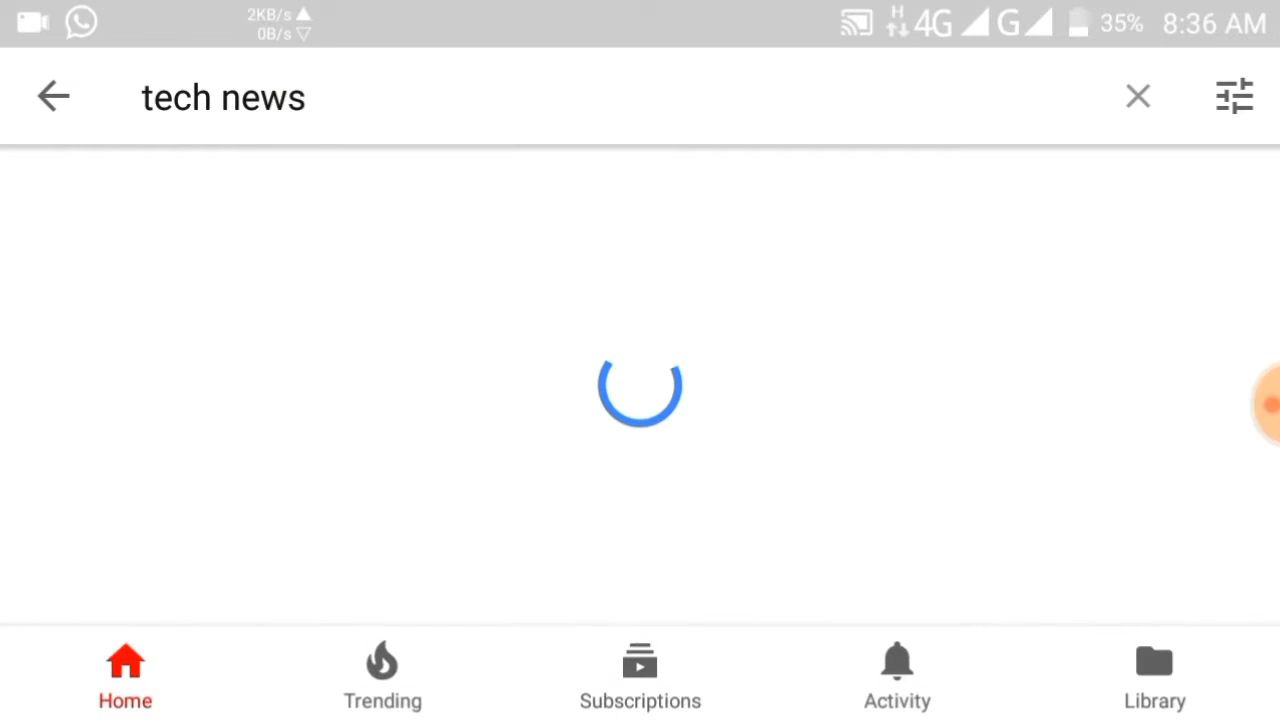 2KB/s
0B/s
H 4G G 35% 8:36 AM
tech news
Home Trending Subscriptions Activity Library